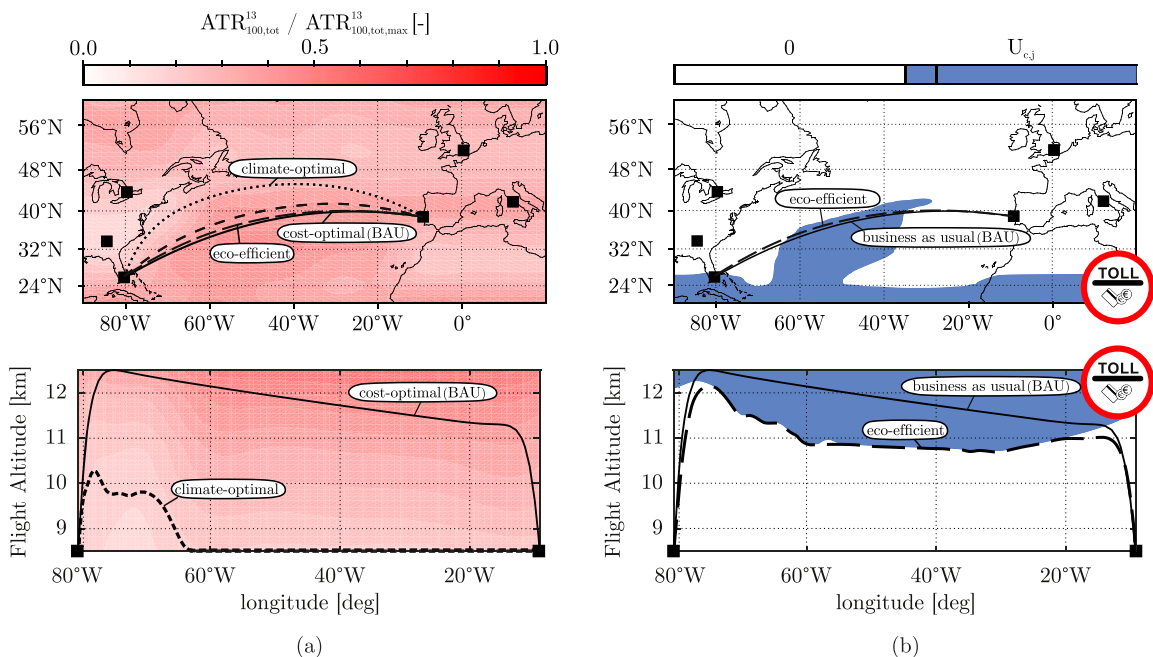 ATR¹³₁₀₀,tot / ATR¹³₁₀₀,tot,max [-]
0.0 0.5 1.0
56°N
48°N
40°N
32°N
24°N
climate-optimal
cost-optimal(BAU)
eco-efficient
80°W 60°W 40°W 20°W 0°
Flight Altitude [km]
12
11
10
9
cost-optimal(BAU)
climate-optimal
80°W 60°W 40°W 20°W
longitude [deg]
(a)
0 U_c,j
56°N
48°N
40°N
32°N
24°N
eco-efficient
business as usual(BAU)
TOLL
€€
80°W 60°W 40°W 20°W 0°
Flight Altitude [km]
12
11
10
9
business as usual(BAU)
eco-efficient
TOLL
€€
80°W 60°W 40°W 20°W
longitude [deg]
(b)